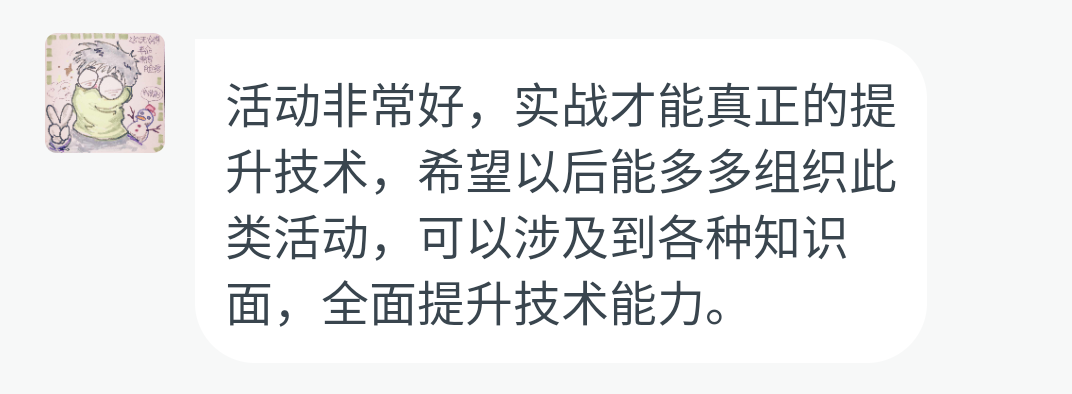 活动非常好，实战才能真正的提
升技术，希望以后能多多组织此
类活动，可以涉及到各种知识
面，全面提升技术能力。